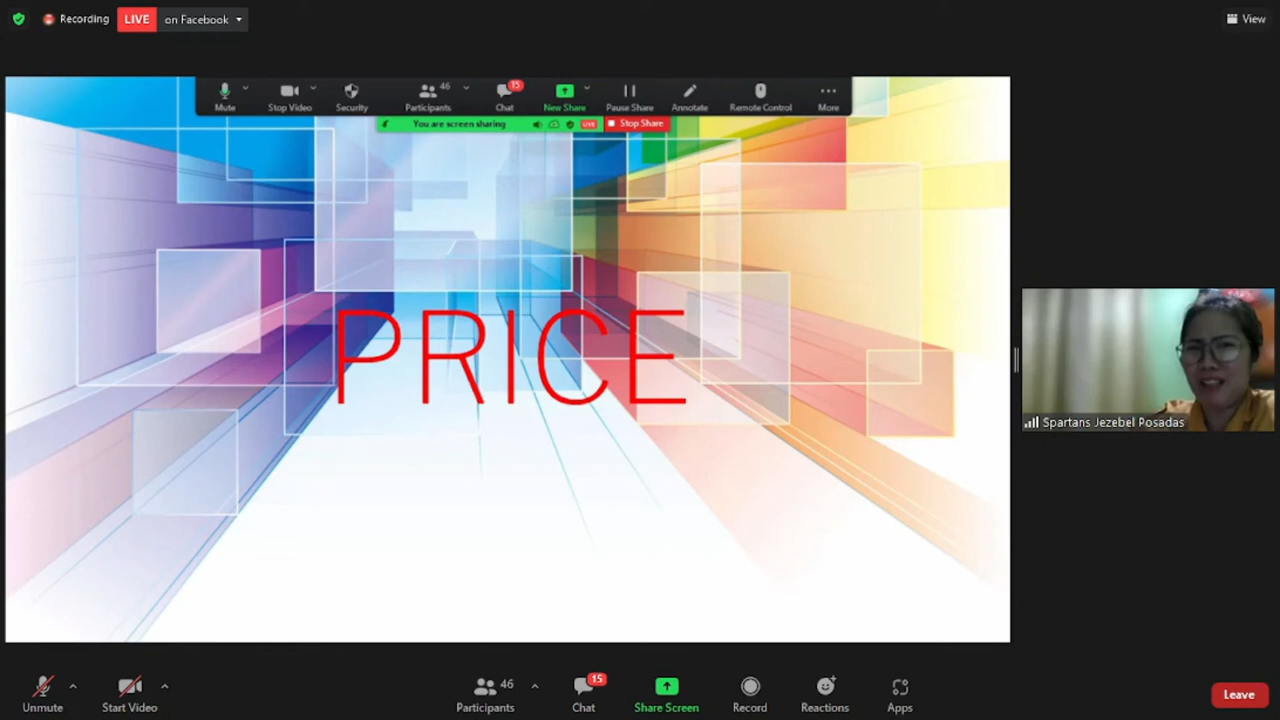 Recording LIVE on Facebook
View
46 15
Mute Stop Video Security Participants Chat New Share Pause Share Annotate Remote Control More
You are screen sharing LIVE Stop Share
PRICE
Spartans Jezebel Posadas
46 15
Unmute Start Video Participants Chat Share Screen Record Reactions Apps Leave